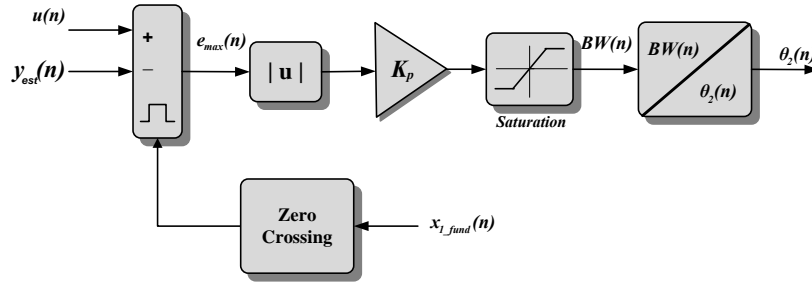 u(n)
+
y_est(n)
−
e_max(n)
| u |
K_p
Saturation
BW(n)
BW(n)
θ_2(n)
θ_2(n)
Zero
Crossing
x_1_fund(n)